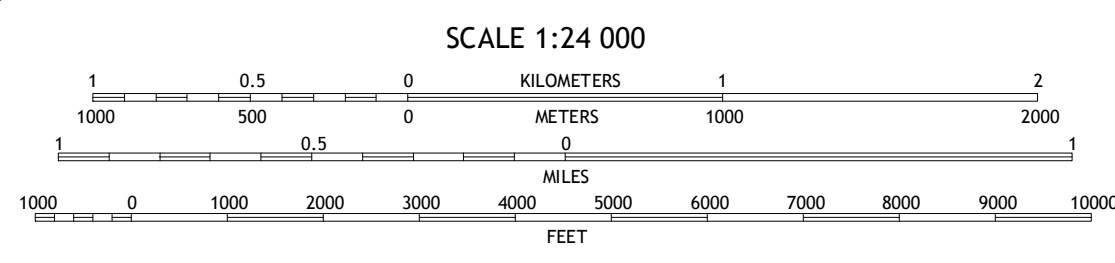 SCALE 1:24 000
1 0.5 0 KILOMETERS 1 2
1000 500 0 METERS 1000 2000
1 0.5 0 1
MILES
1000 0 1000 2000 3000 4000 5000 6000 7000 8000 9000 10000
FEET